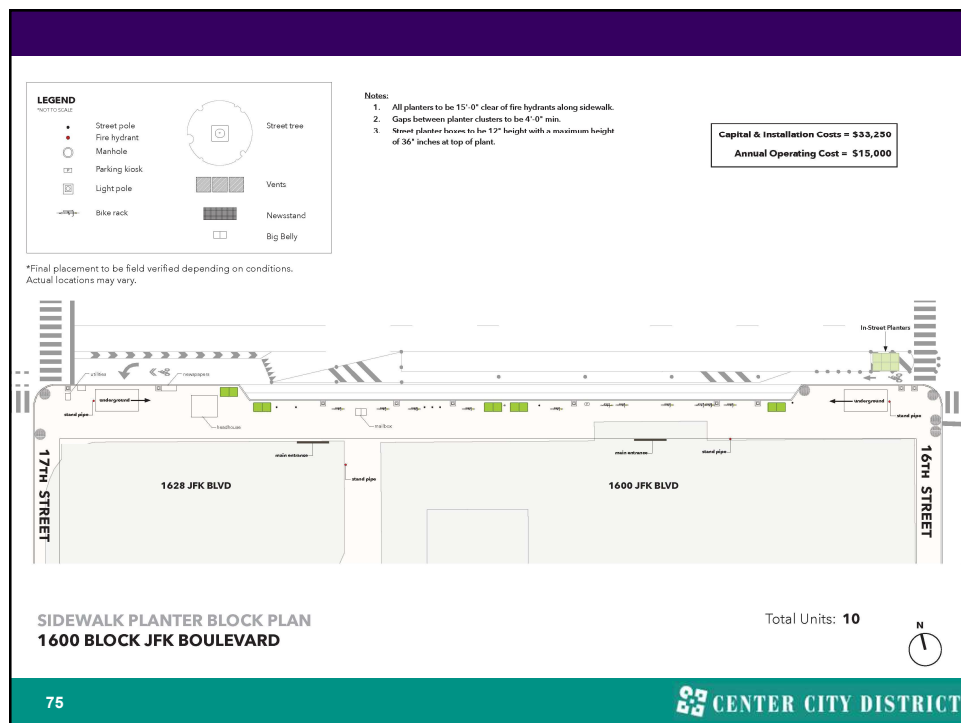 LEGEND
*NOT TO SCALE
Street pole
Fire hydrant
Manhole
Parking kiosk
Light pole
Bike rack
Street tree
Vents
Newsstand
Big Belly
Notes:
1. All planters to be 15'-0" clear of fire hydrants along sidewalk.
2. Gaps between planter clusters to be 4'-0" min.
3. Street planter boxes to be 12" height with a maximum height
of 36" inches at top of plant.
Capital & Installation Costs = $33,250
Annual Operating Cost = $15,000
*Final placement to be field verified depending on conditions.
Actual locations may vary.
In-Street Planters
utilities
newspapers
underground
stand pipe
headhouse
mailbox
underground
stand pipe
main entrance
stand pipe
main entrance
stand pipe
17TH STREET
1628 JFK BLVD
1600 JFK BLVD
16TH STREET
SIDEWALK PLANTER BLOCK PLAN
1600 BLOCK JFK BOULEVARD
Total Units: 10
N
75
CENTER CITY DISTRICT